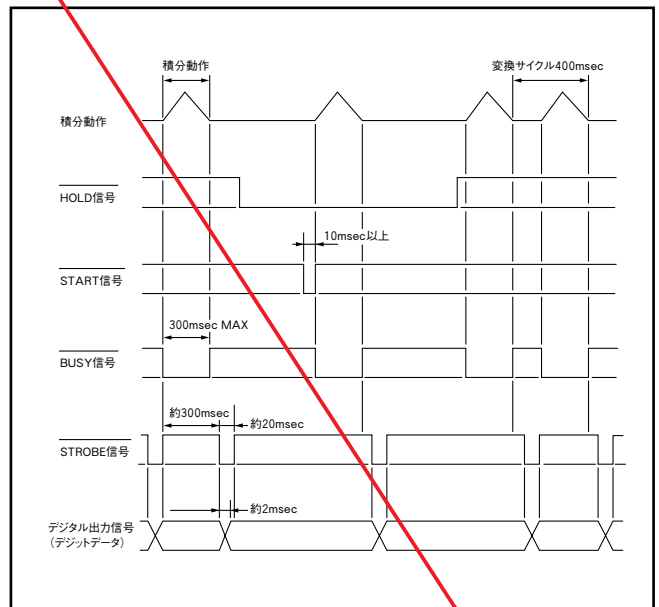 積分動作
変換サイクル400msec
積分動作
HOLD信号
10msec以上
START信号
300msec MAX
BUSY信号
約300msec
約20msec
STROBE信号
約2msec
デジタル出力信号
（デジットデータ）